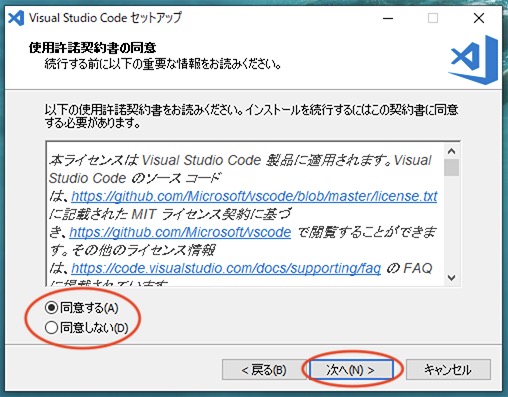 Visual Studio Code セットアップ
使用許諾契約書の同意
続行する前に以下の重要な情報をお読みください。
以下の使用許諾契約書をお読みください。インストールを続行するにはこの契約書に同意
する必要があります。
本ライセンスは Visual Studio Code 製品に適用されます。Visual
Studio Code のソース コード
は、https://github.com/Microsoft/vscode/blob/master/license.txt
に記載された MIT ライセンス契約に基づ
き、https://github.com/Microsoft/vscode で閲覧することができま
す。その他のライセンス情報
は、https://code.visualstudio.com/docs/supporting/faq の FAQ
に掲載されています
同意する(A)
同意しない(D)
< 戻る(B)
次へ(N) >
キャンセル